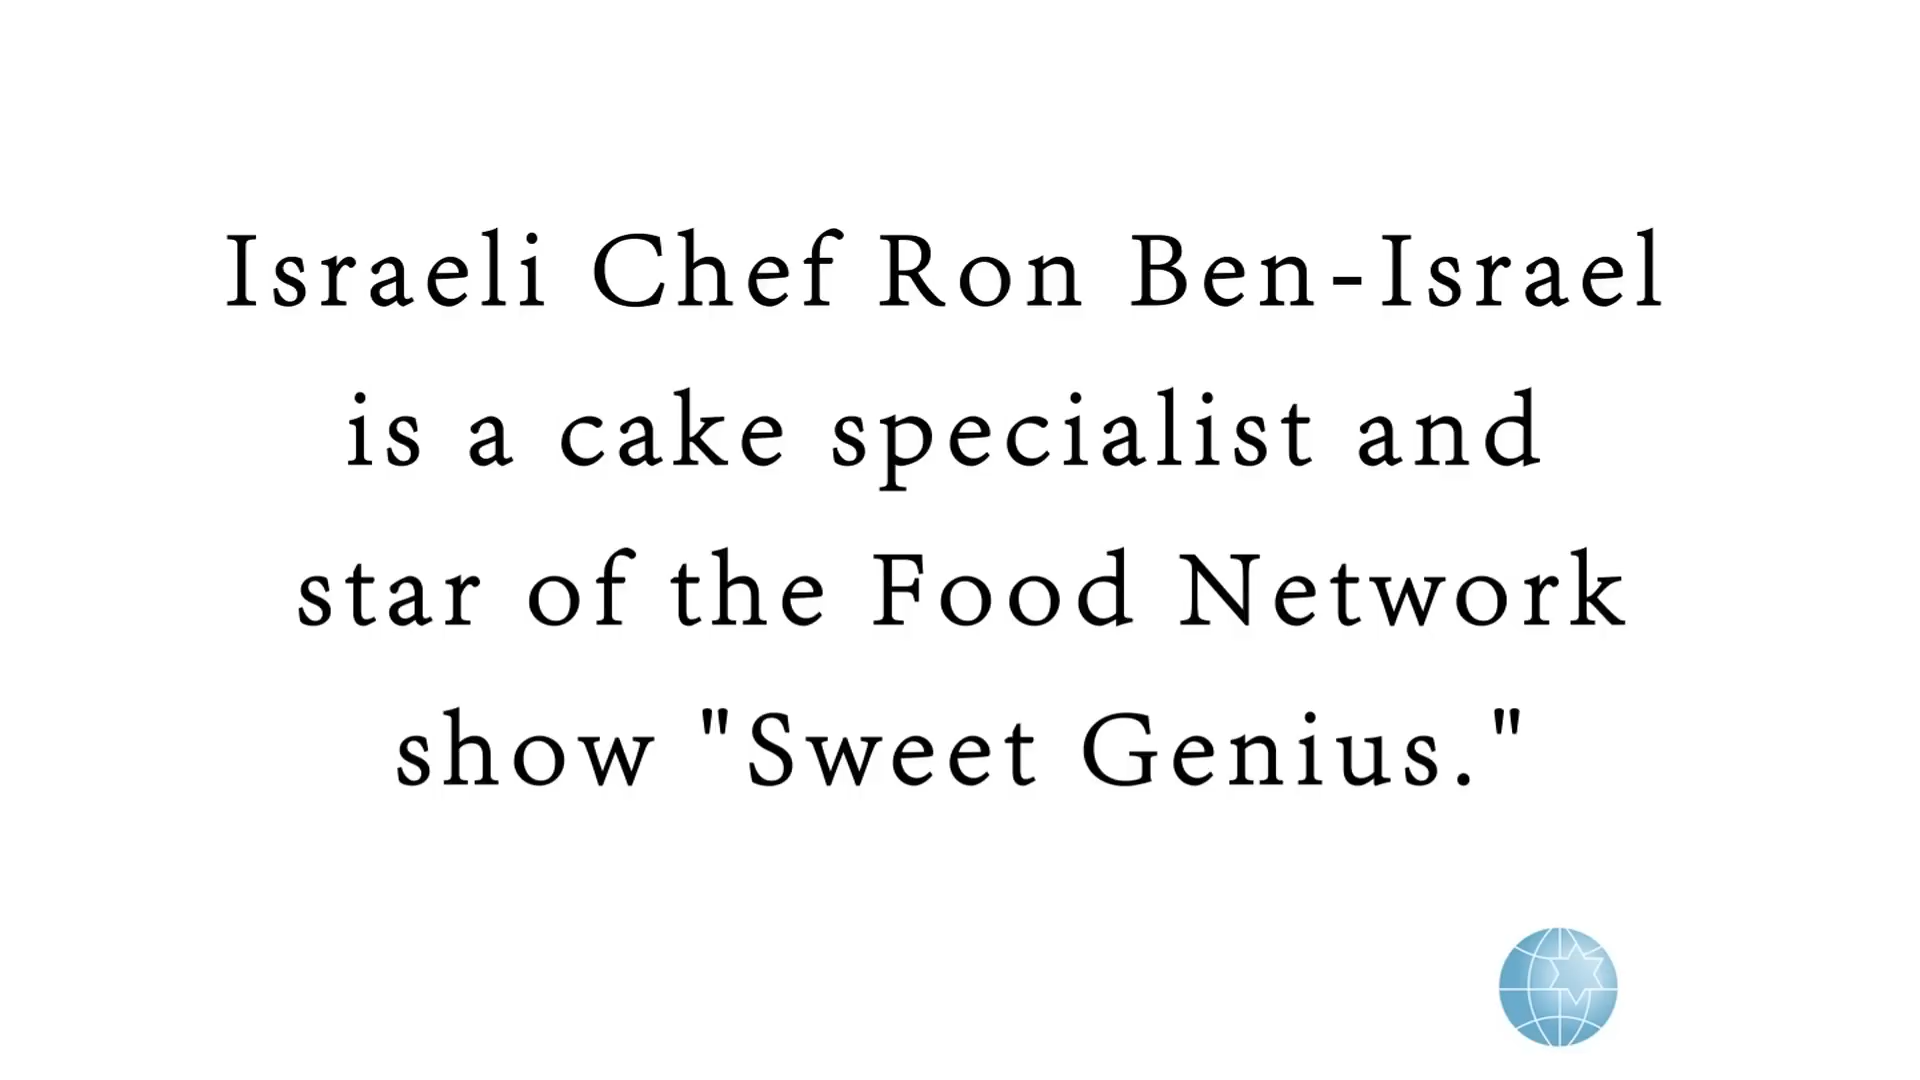 Israeli Chef Ron Ben-Israel
is a cake specialist and
star of the Food Network
show "Sweet Genius."